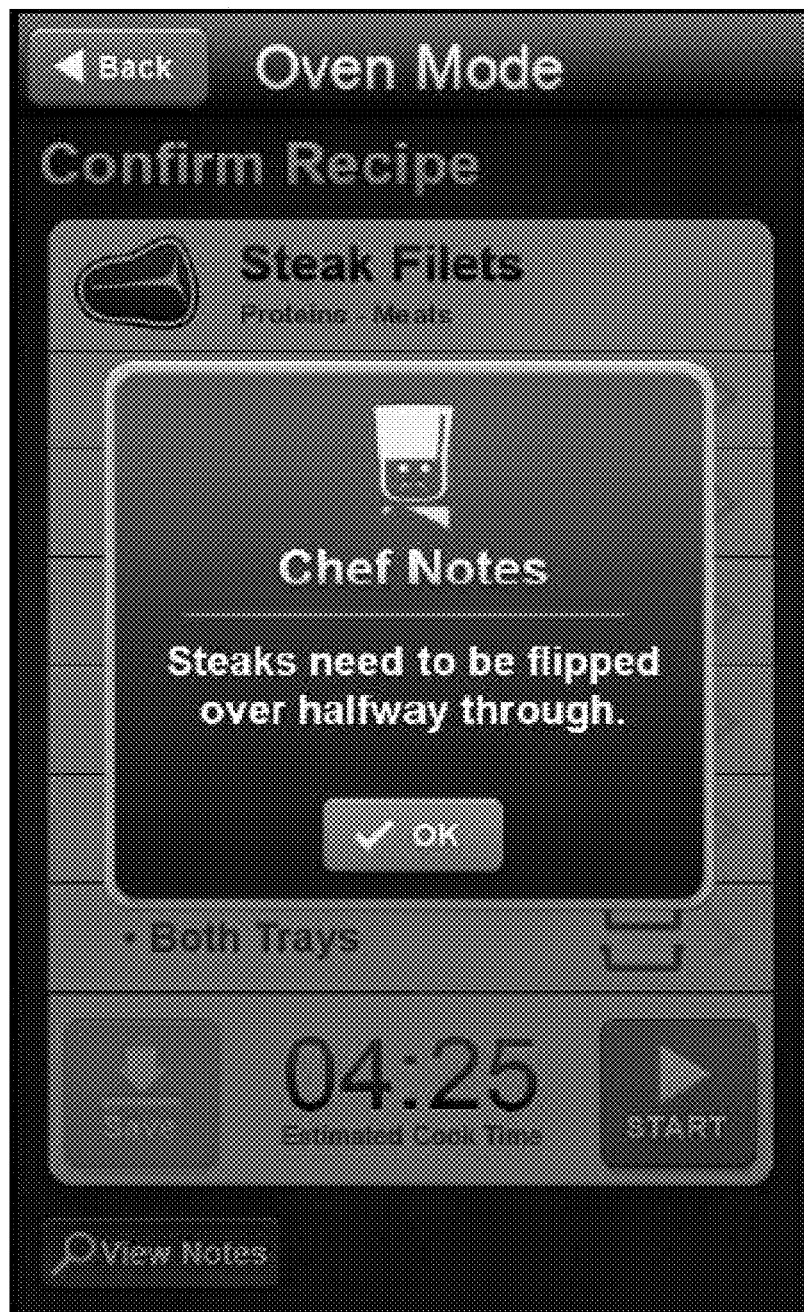 Back
Oven Mode
Confirm Recipe
Steak Filets
Proteins - Meats
Chef Notes
Steaks need to be flipped
over halfway through.
OK
• Both Trays
04:25
Estimated Cook Time
START
View Notes